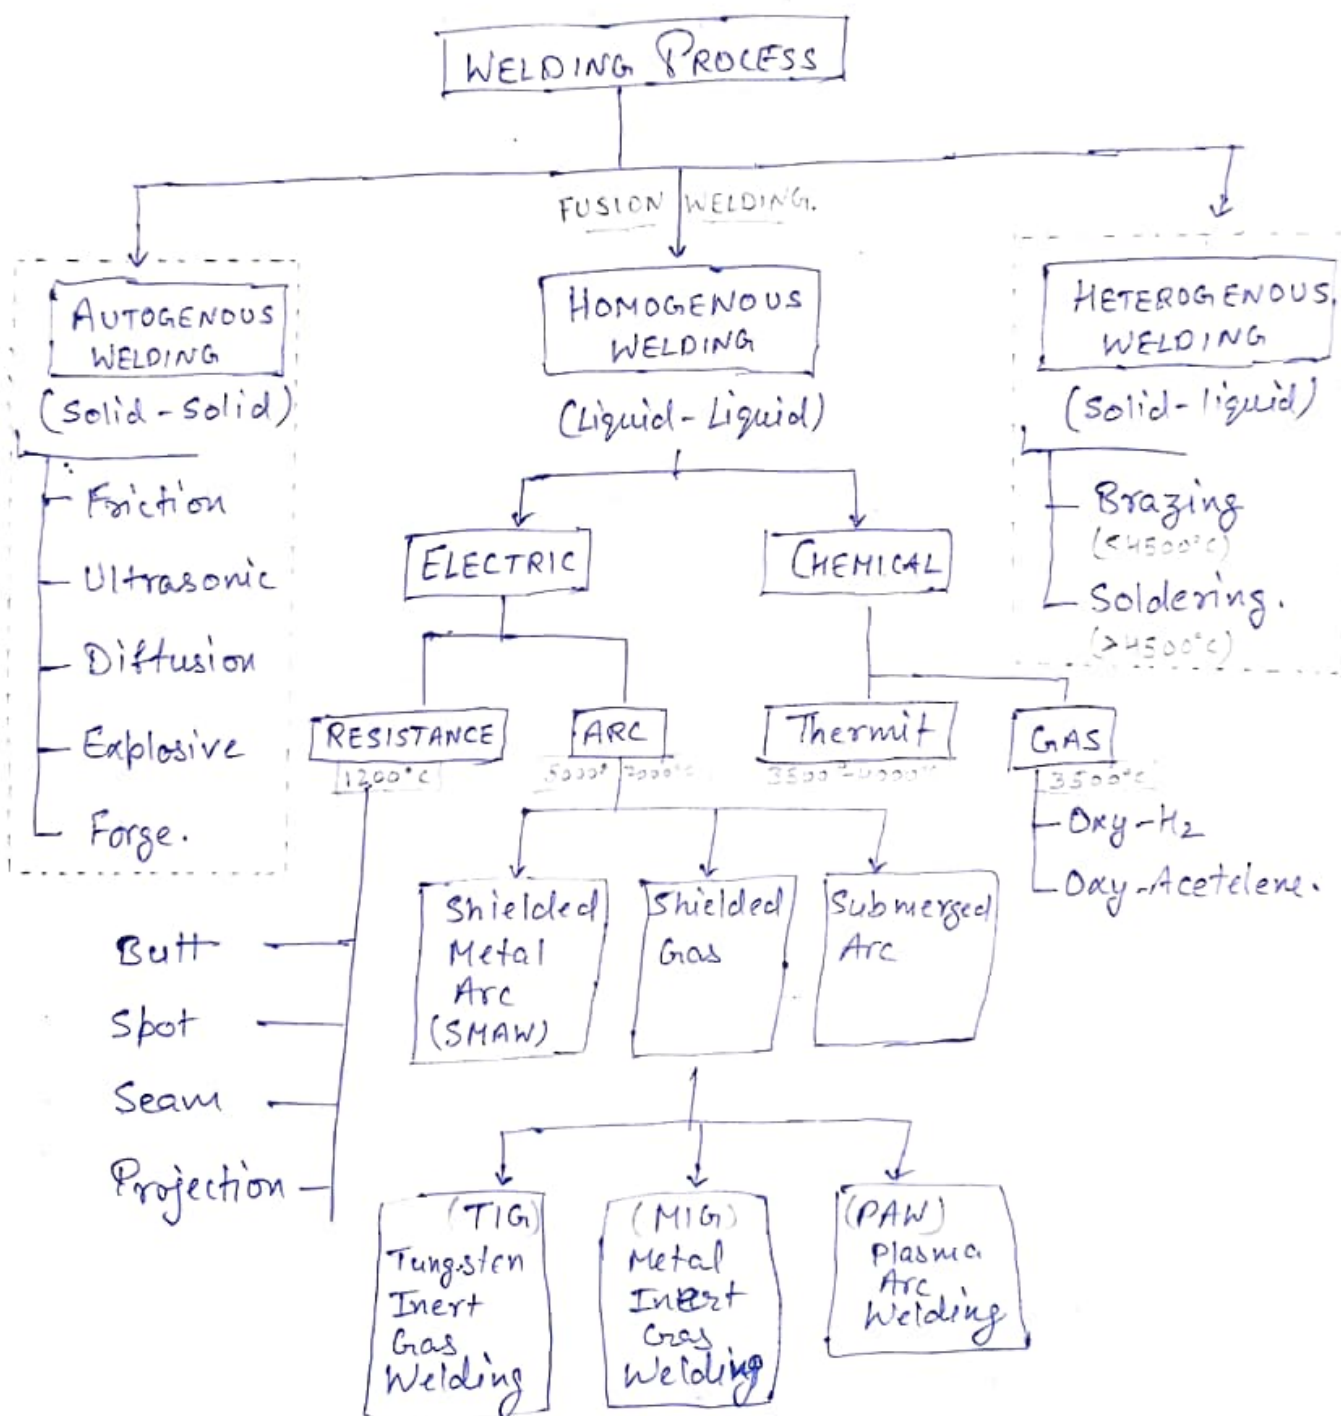 WELDING PROCESS
FUSION WELDING.
AUTOGENOUS
WELDING
(Solid-Solid)
Friction
Ultrasonic
Diffusion
Explosive
Forge.
HOMOGENOUS
WELDING
(Liquid-Liquid)
ELECTRIC
CHEMICAL
RESISTANCE
1200°C
ARC
Thermit
GAS
3500°C
Oxy-H2
Oxy-Acetelene.
HETEROGENOUS
WELDING
(Solid-liquid)
Brazing
(<4500°C)
Soldering.
(>4500°C)
Butt
Spot
Seam
Projection
Shielded
Metal
Arc
(SMAW)
Shielded
Gas
Submerged
Arc
(TIG)
Tungsten
Inert
Gas
Welding
(MIG)
Metal
Inert
Gas
Welding
(PAW)
Plasma
Arc
Welding